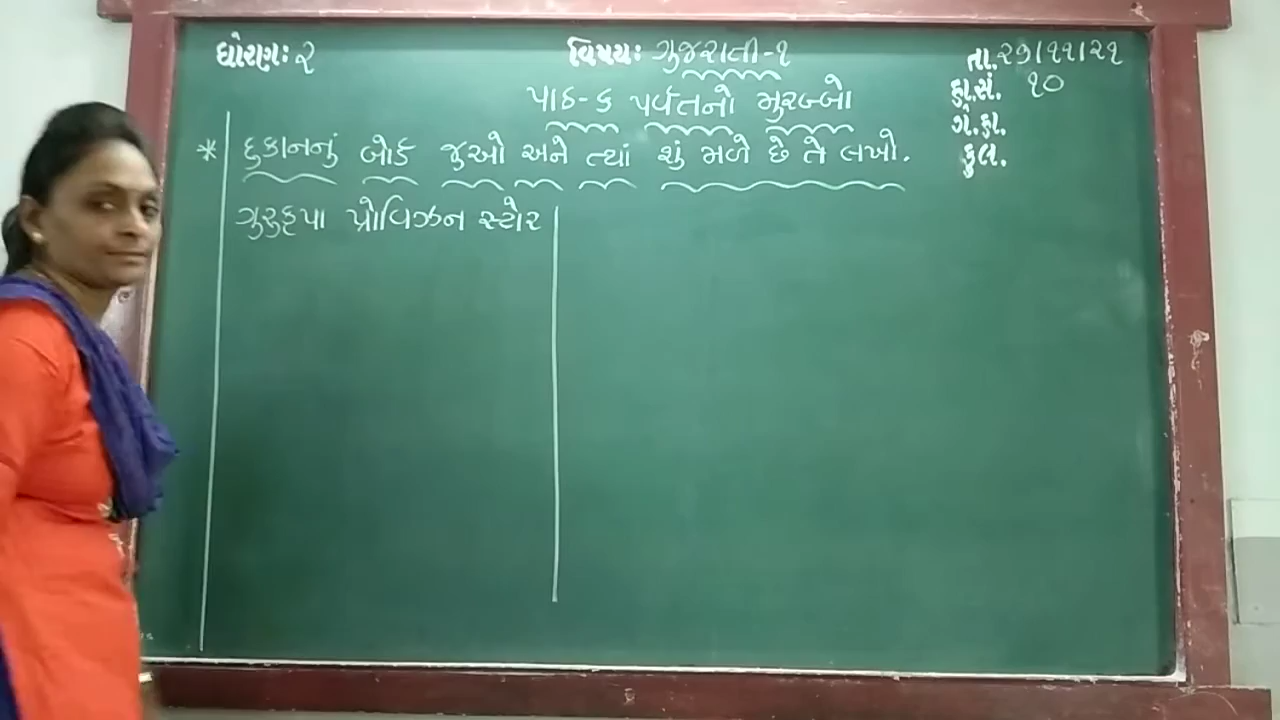 ધોરણઃ૨ વિષયઃ ગુજરાતી-૧ તા.૨૭/૧૧/૨૧
પાઠ-૬ પર્વતનો મુરબ્બો હા.સં. ૧૦
ગે.હા.
* દુકાનનું બોર્ડ જુઓ અને ત્યાં શું મળે છે તે લખો. કુલ.
ગુરુકૃપા પ્રોવિઝન સ્ટોર